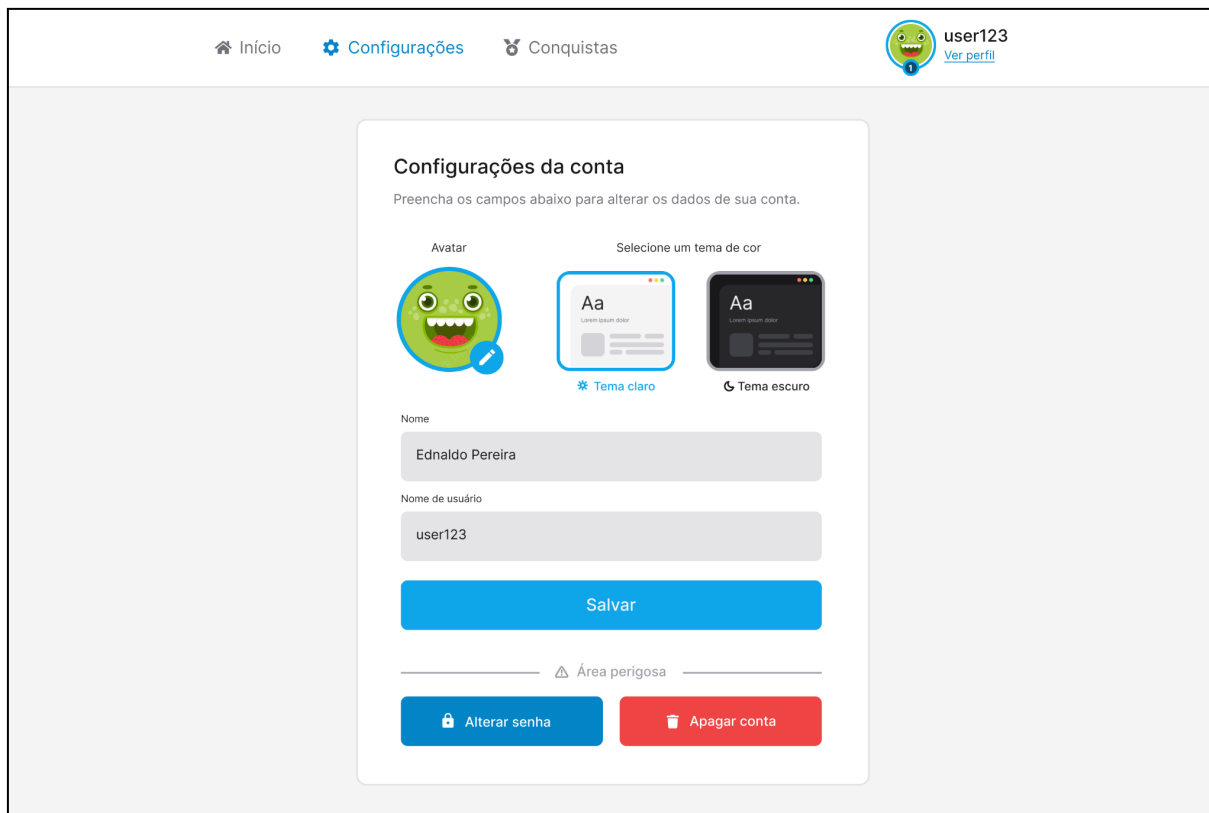 Início Configurações Conquistas user123
Ver perfil
1
Configurações da conta
Preencha os campos abaixo para alterar os dados de sua conta.
Avatar Selecione um tema de cor
Aa Aa
Lorem ipsum dolor Lorem ipsum dolor
Tema claro Tema escuro
Nome
Ednaldo Pereira
Nome de usuário
user123
Salvar
Área perigosa
Alterar senha Apagar conta